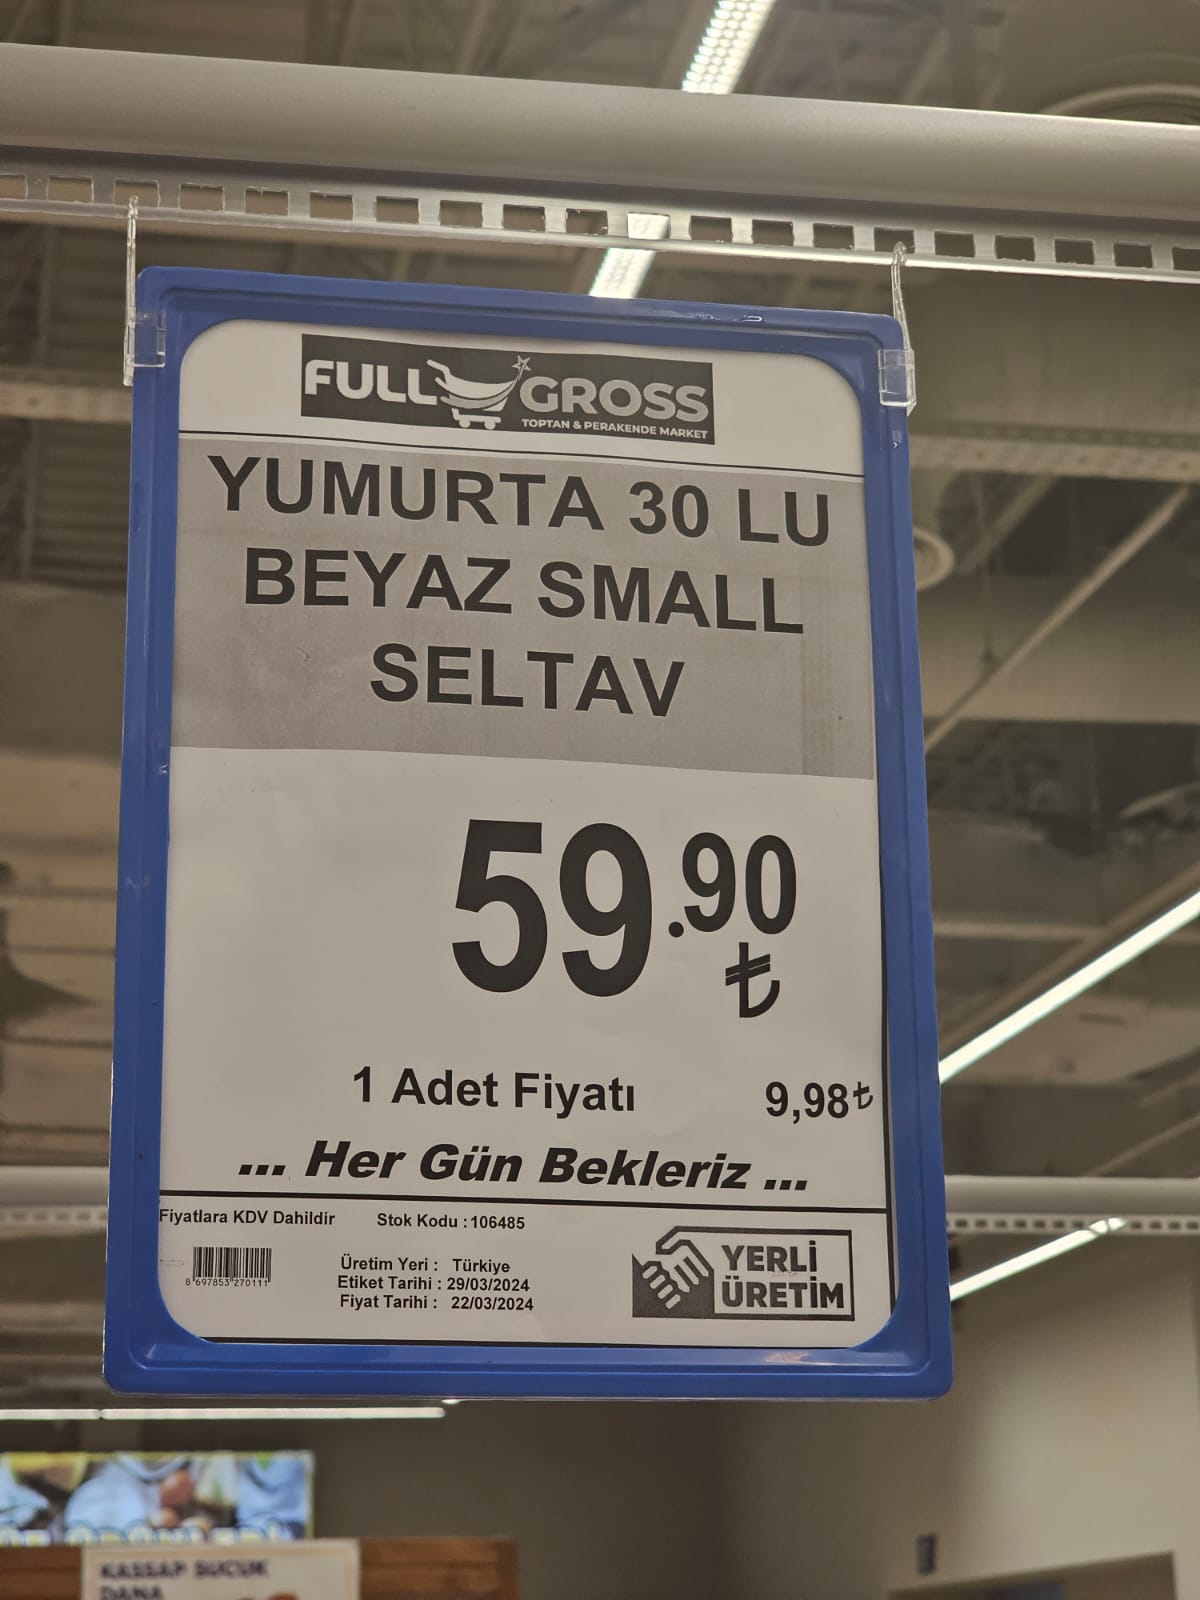 FULL GROSS
TOPTAN & PERAKENDE MARKET
YUMURTA 30 LU
BEYAZ SMALL
SELTAV
59.90
₺
1 Adet Fiyatı 9,98₺
... Her Gün Bekleriz ...
Fiyatlara KDV Dahildir Stok Kodu : 106485
8 697853 270111
Üretim Yeri : Türkiye
Etiket Tarihi : 29/03/2024
Fiyat Tarihi : 22/03/2024
YERLİ
ÜRETİM
KASSAP SUCUK
DANA